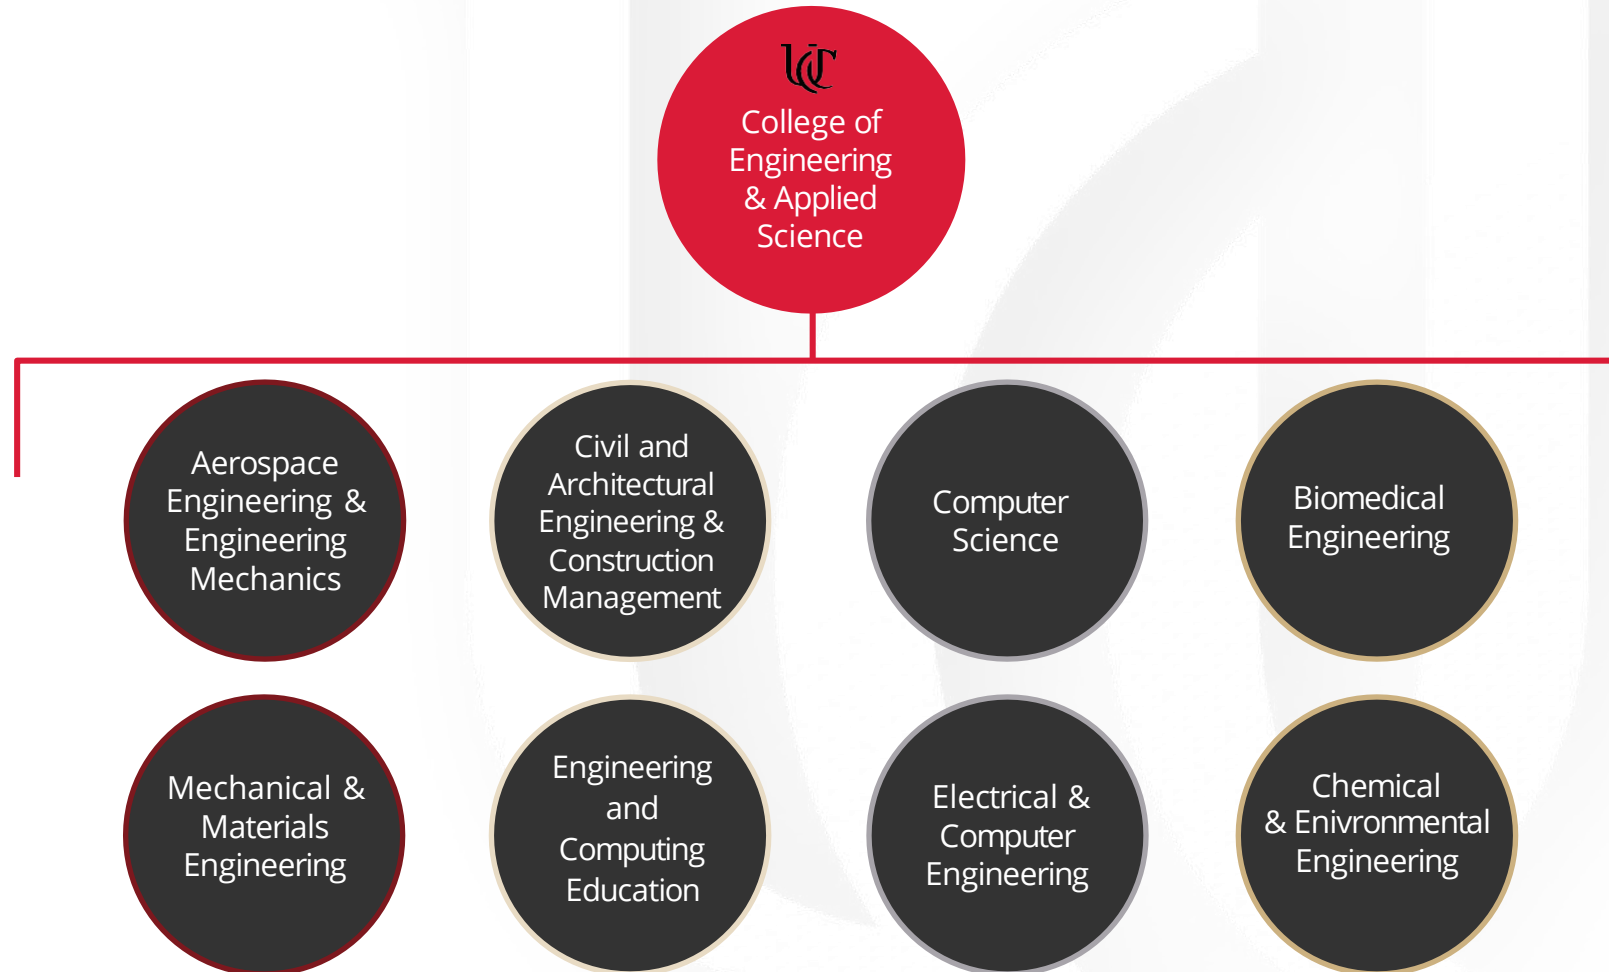 UC
College of
Engineering
& Applied
Science
Aerospace
Engineering &
Engineering
Mechanics
Civil and
Architectural
Engineering &
Construction
Management
Computer
Science
Biomedical
Engineering
Mechanical &
Materials
Engineering
Engineering
and
Computing
Education
Electrical &
Computer
Engineering
Chemical
& Enivronmental
Engineering